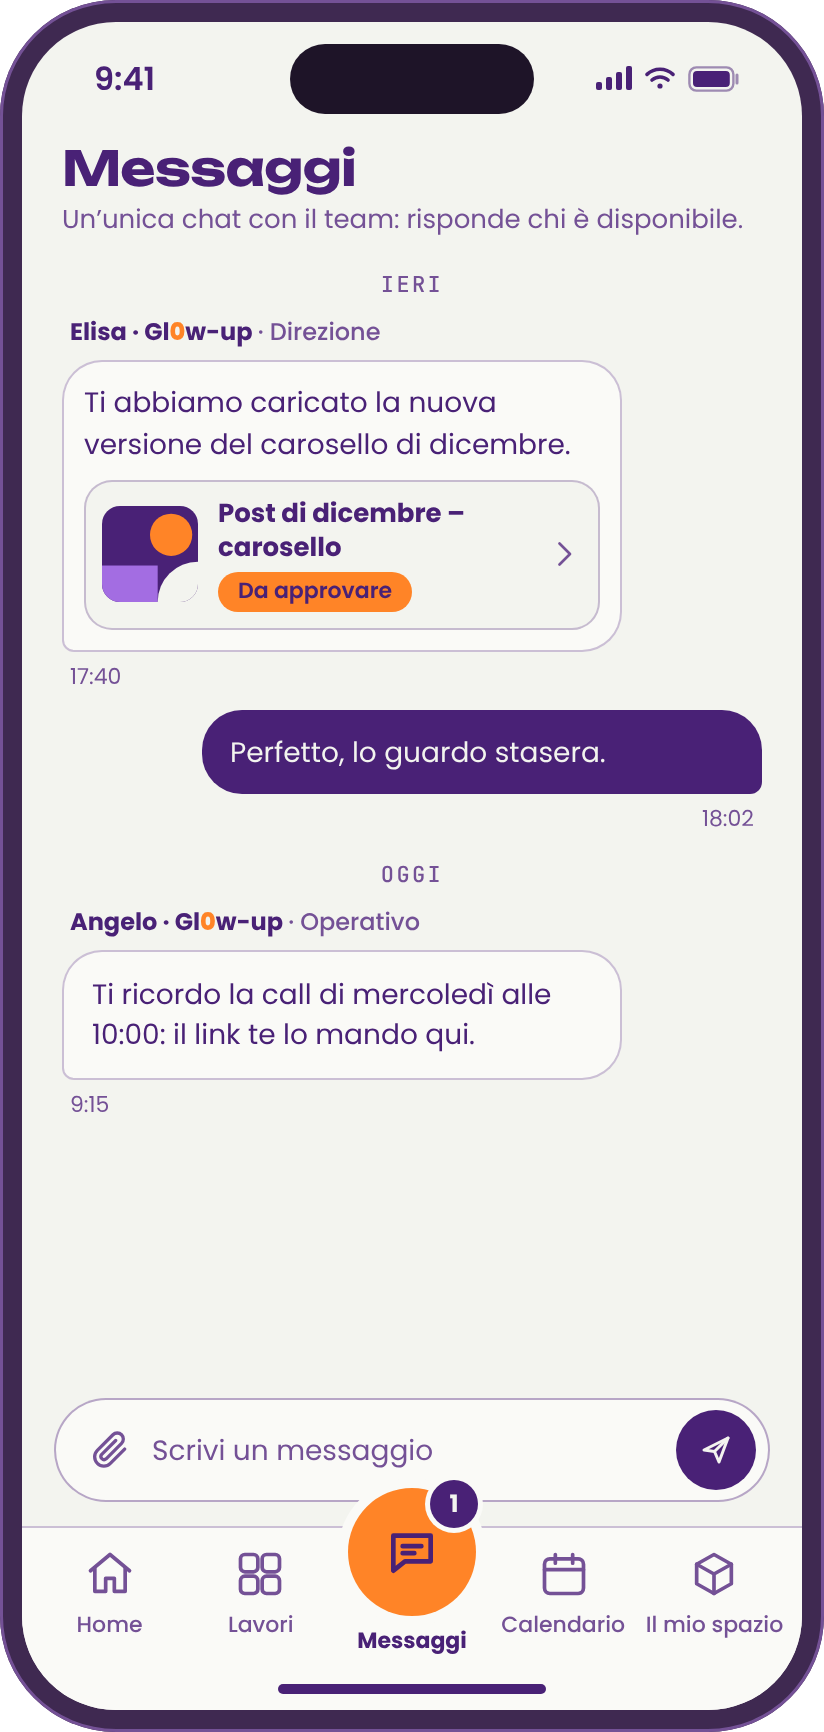 9:41
Messaggi
Un’unica chat con il team: risponde chi è disponibile.
IERI
Elisa · Gl0w-up · Direzione
Ti abbiamo caricato la nuova
versione del carosello di dicembre.
Post di dicembre –
carosello
Da approvare
17:40
Perfetto, lo guardo stasera.
18:02
OGGI
Angelo · Gl0w-up · Operativo
Ti ricordo la call di mercoledì alle
10:00: il link te lo mando qui.
9:15
Scrivi un messaggio
1
Home
Lavori
Messaggi
Calendario
Il mio spazio